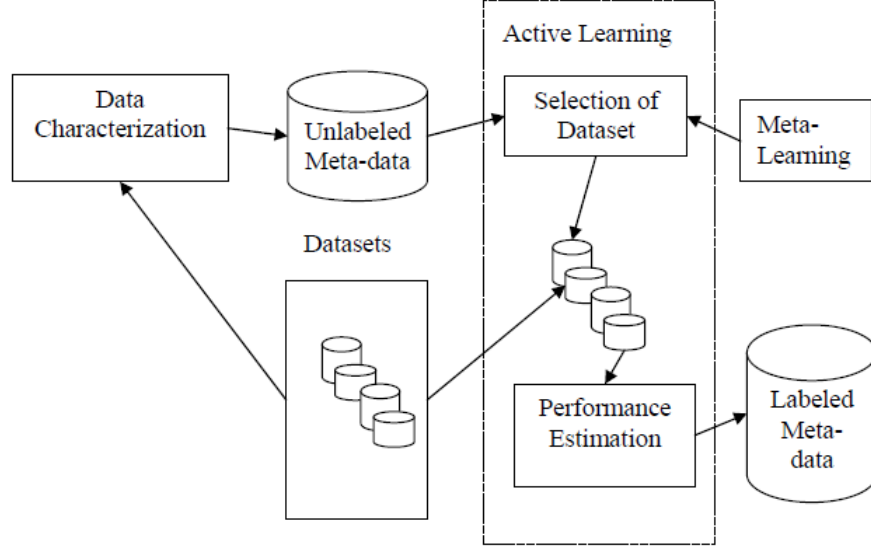 Active Learning
Data
Characterization
Unlabeled
Meta-data
Selection of
Dataset
Meta-
Learning
Datasets
Performance
Estimation
Labeled
Meta-
data